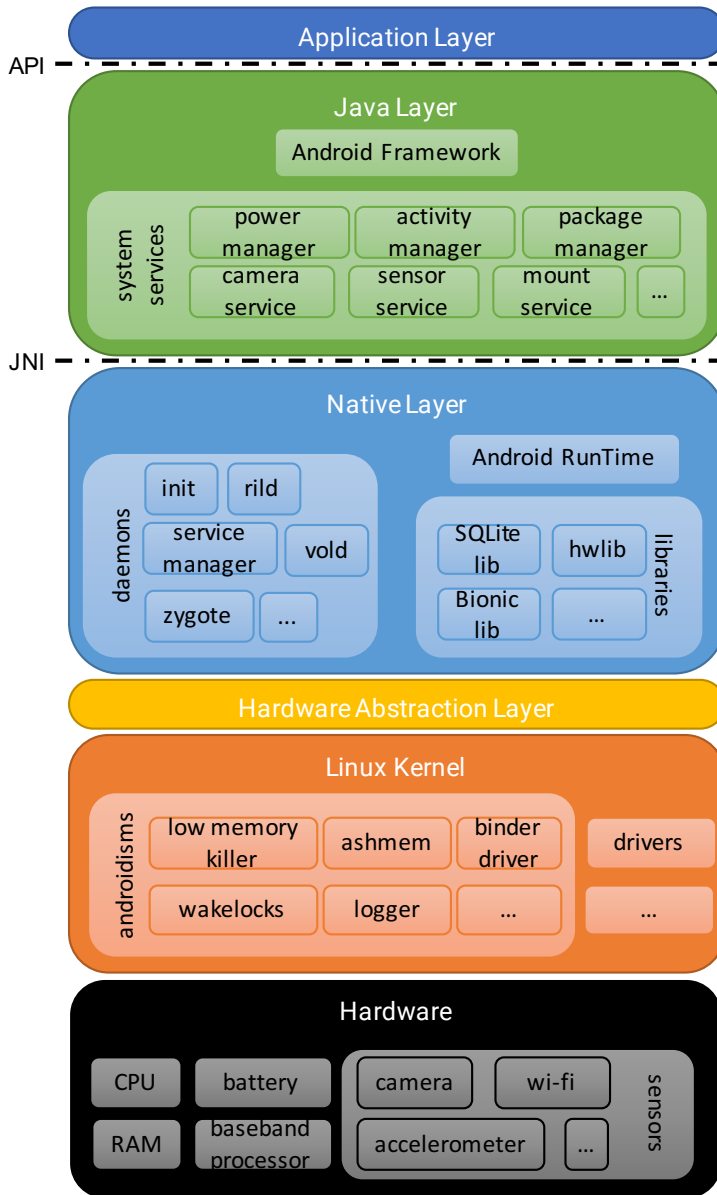 Application Layer
API
Java Layer
Android Framework
system
services
power
manager
activity
manager
package
manager
camera
service
sensor
service
mount
service
...
JNI
Native Layer
daemons
init
rild
service
manager
vold
zygote
...
Android RunTime
SQLite
lib
hwlib
Bionic
lib
...
libraries
Hardware Abstraction Layer
Linux Kernel
androidisms
low memory
killer
ashmem
binder
driver
wakelocks
logger
...
drivers
...
Hardware
CPU
battery
RAM
baseband
processor
camera
wi-fi
accelerometer
...
sensors